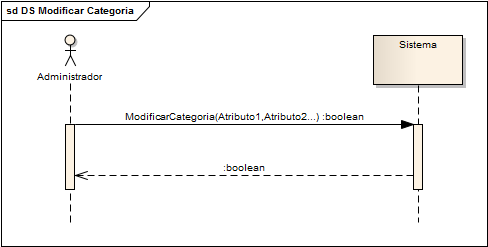 sd DS Modificar Categoria
Administrador
Sistema
ModificarCategoria(Atributo1,Atributo2...) :boolean
:boolean